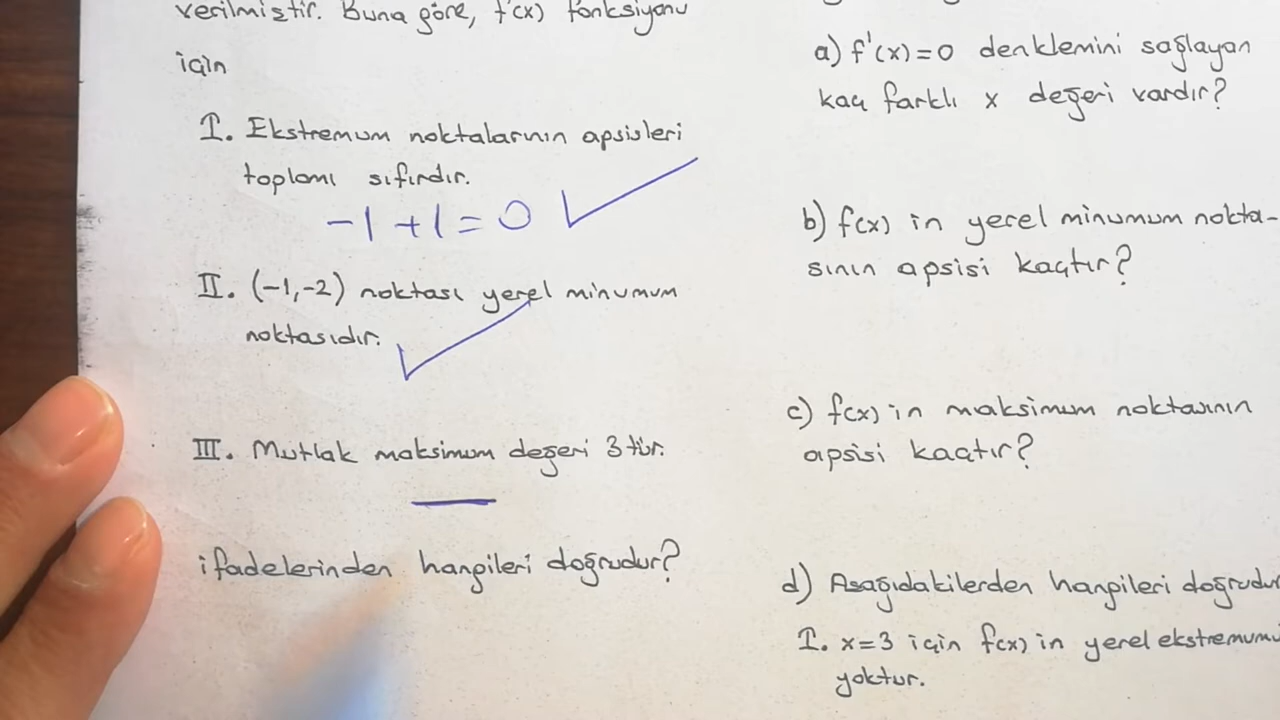 verilmiştir. Buna göre, f(x) fonksiyonu
için
I. Ekstremum noktalarının apsisleri
toplamı sıfırdır.
-1+1=0
II. (-1,-2) noktası yerel minumum
noktasıdır.
III. Mutlak maksimum değeri 3 tür.
ifadelerinden hangileri doğrudur?
a) f'(x)=0 denklemini sağlayan
kaç farklı x değeri vardır?
b) f(x) in yerel minumum nokta-
sının apsisi kaçtır?
c) f(x) in maksimum noktasının
apsisi kaçtır?
d) Aşağıdakilerden hangileri doğrudur
I. x=3 için f(x) in yerel ekstremumu
yoktur.